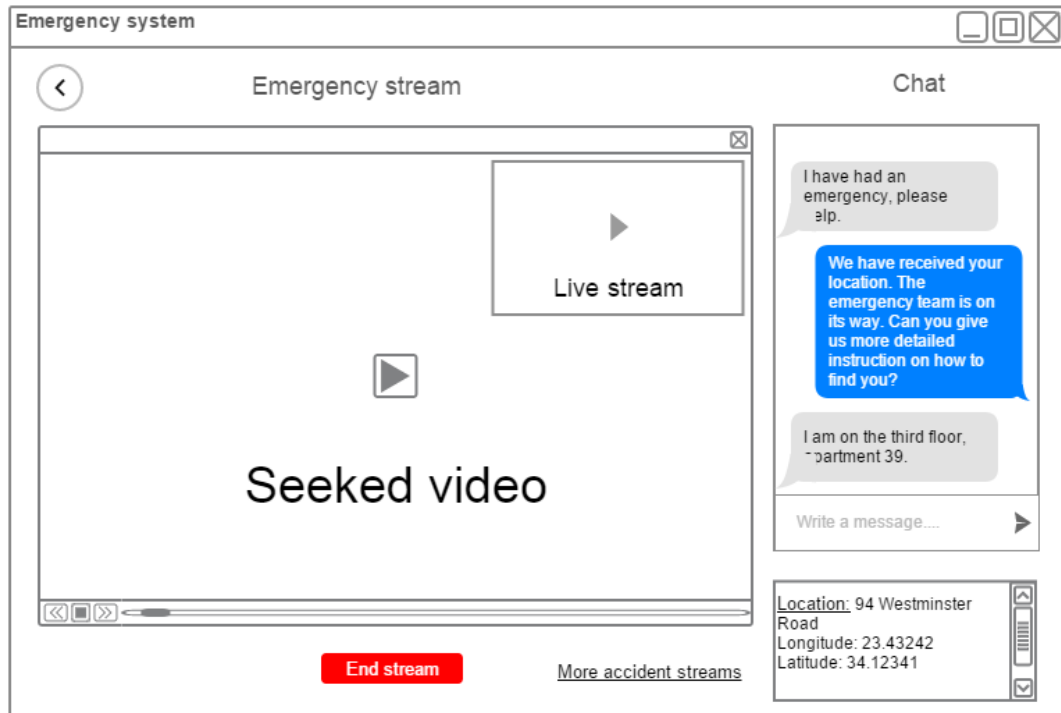 Emergency system
Emergency stream
Chat
Live stream
Seeked video
I have had an
emergency, please
elp.
We have received your
location. The
emergency team is on
its way. Can you give
us more detailed
instruction on how to
find you?
I am on the third floor,
partment 39.
Write a message....
Location: 94 Westminster
Road
Longitude: 23.43242
Latitude: 34.12341
End stream
More accident streams